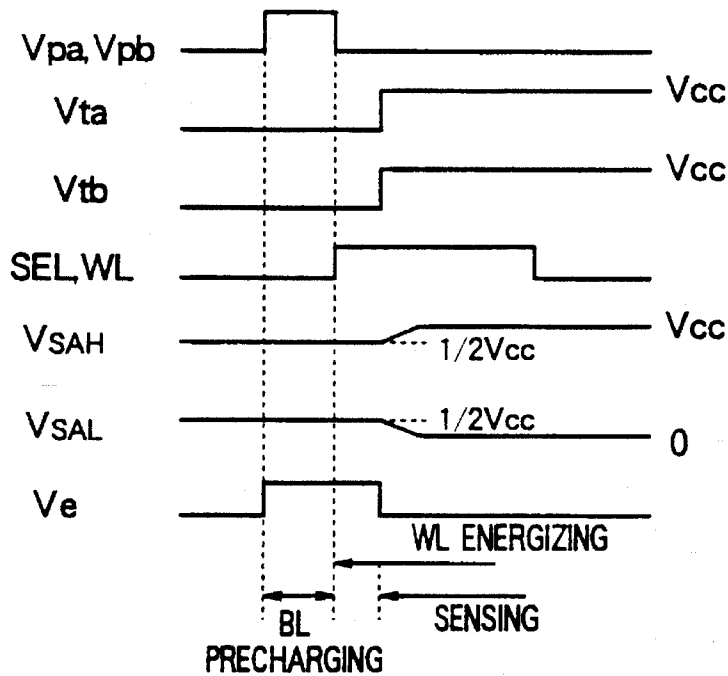 Vpa, Vpb
Vta
Vcc
Vtb
Vcc
SEL, WL
VSAH
Vcc
1/2Vcc
VSAL
1/2Vcc
0
Ve
WL ENERGIZING
BL
PRECHARGING
SENSING